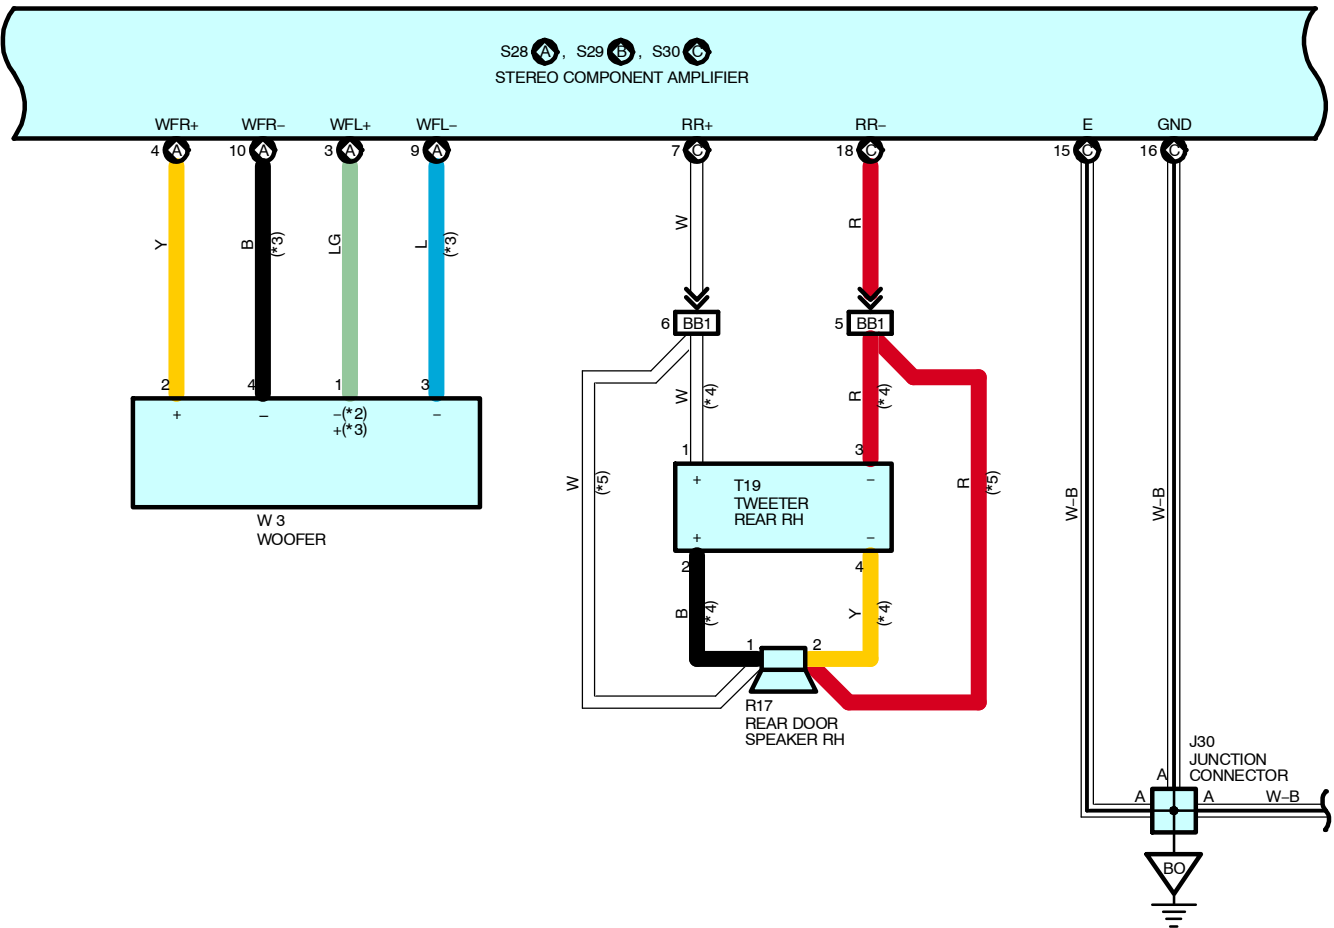 S28 A , S29 B , S30 C
STEREO COMPONENT AMPLIFIER
WFR+ WFR− WFL+ WFL− RR+ RR− E GND
4 A 10 A 3 A 9 A 7 C 18 C 15 C 16 C
Y B (*3) LG L (*3) W R
6 BB1 5 BB1
2 4 1 3
+ − −(*2) −
+(*3)
W (*4) R (*4)
1 3
W (*5) R (*5) W−B W−B
+ −
T19
TWEETER
REAR RH
+ −
W 3
WOOFER
2 4
B (*4) Y (*4)
1 2
R17
REAR DOOR
SPEAKER RH
J30
JUNCTION
CONNECTOR
A
A A W−B
BO